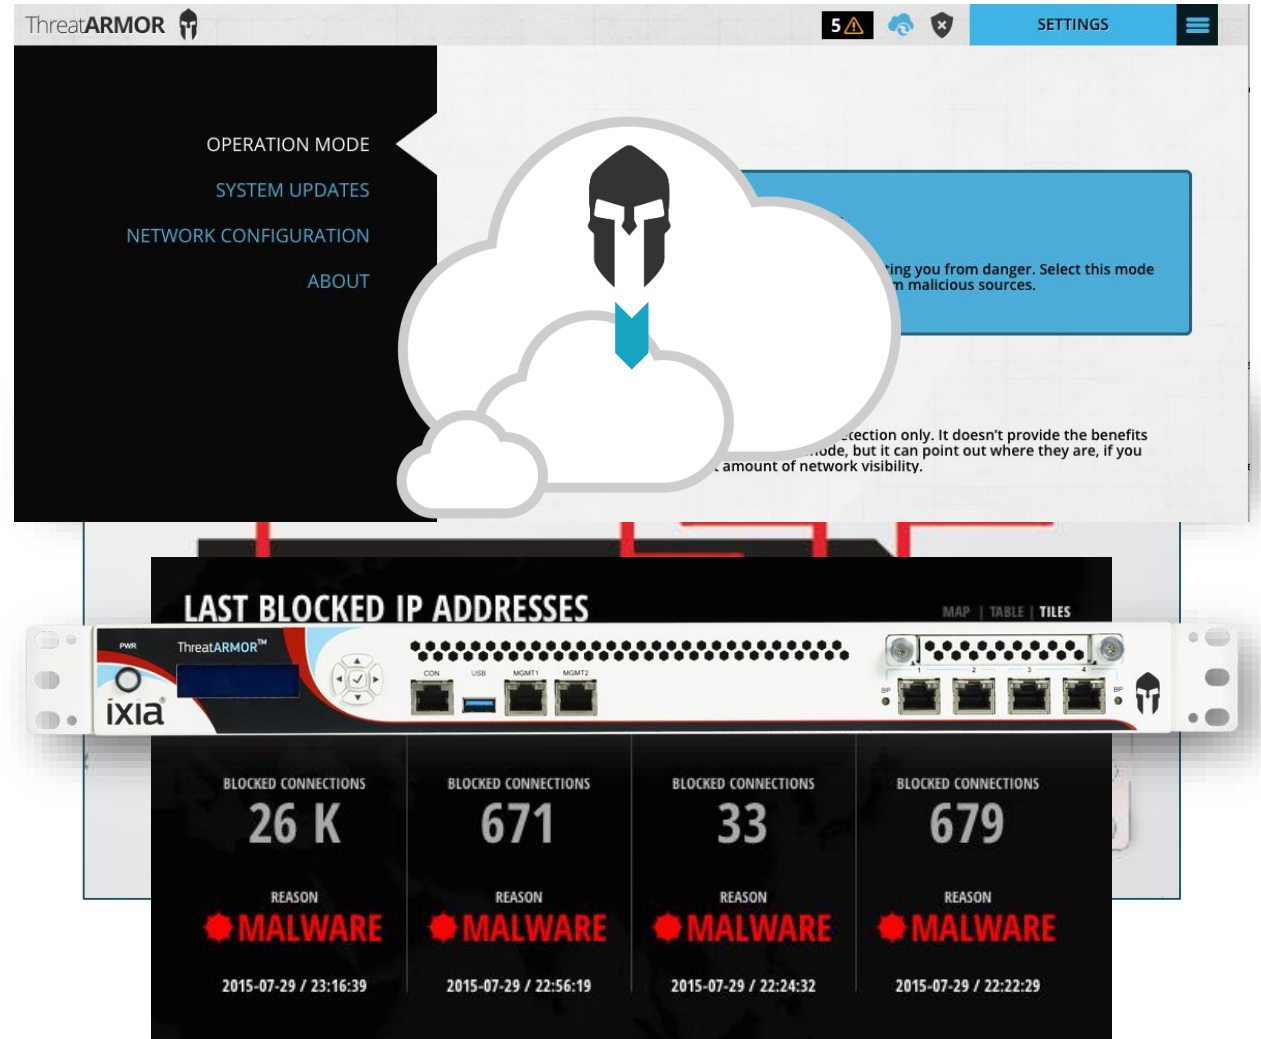 ThreatARMOR
5
SETTINGS
OPERATION MODE
SYSTEM UPDATES
NETWORK CONFIGURATION
ABOUT
you from danger. Select this mode
malicious sources.
only. It doesn't provide the benefits
but it can point out where they are, if you
amount of network visibility.
LAST BLOCKED IP ADDRESSES
MAP | TABLE | TILES
PWR
ThreatARMOR™
CON
USB
MGMT1
MGMT2
1
2
3
4
BP
BP
ixia®
BLOCKED CONNECTIONS
26 K
REASON
MALWARE
2015-07-29 / 23:16:39
BLOCKED CONNECTIONS
671
REASON
MALWARE
2015-07-29 / 22:56:19
BLOCKED CONNECTIONS
33
REASON
MALWARE
2015-07-29 / 22:24:32
BLOCKED CONNECTIONS
679
REASON
MALWARE
2015-07-29 / 22:22:29